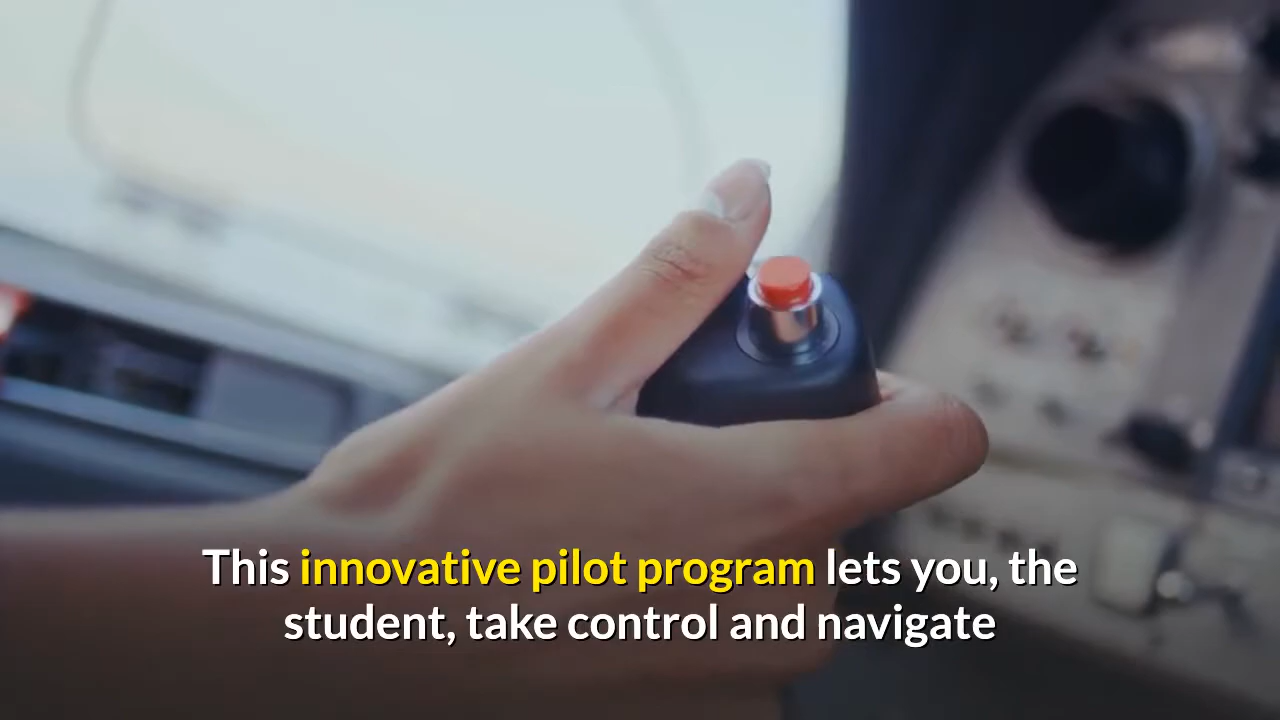 This innovative pilot program lets you, the
student, take control and navigate